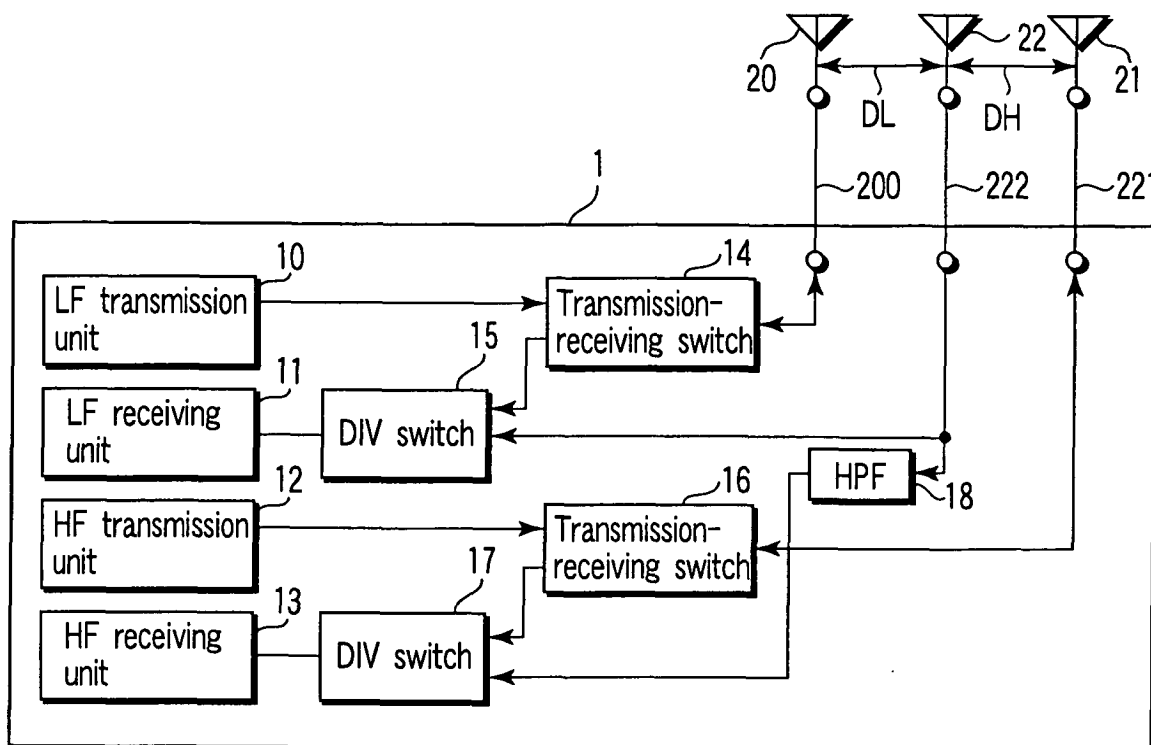 20
22
21
DL
DH
1
200
222
221
10
LF transmission
unit
14
Transmission-
receiving switch
11
LF receiving
unit
15
DIV switch
12
HF transmission
unit
16
Transmission-
receiving switch
HPF
18
13
HF receiving
unit
17
DIV switch